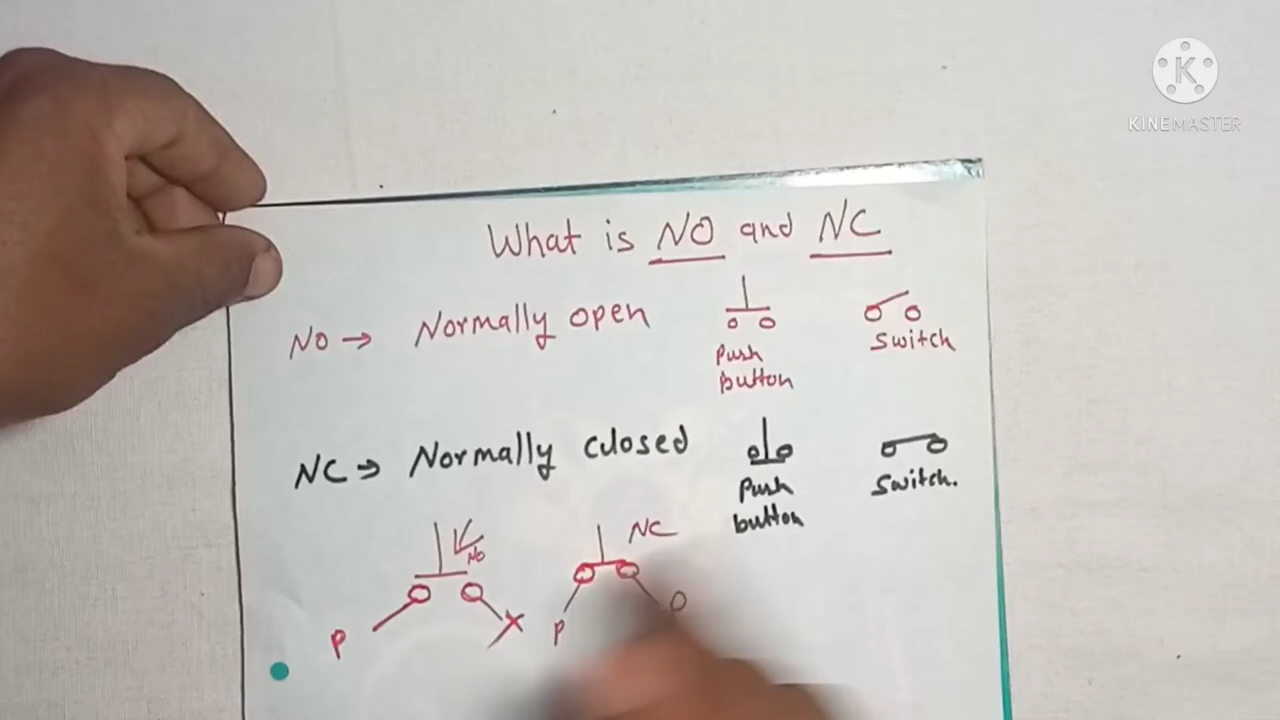 K
KINEMASTER
What is NO and NC
NO → Normally open
Push
button
Switch
NC → Normally cclosed
Push
button
Switch.
NO
P
X
NC
P
P